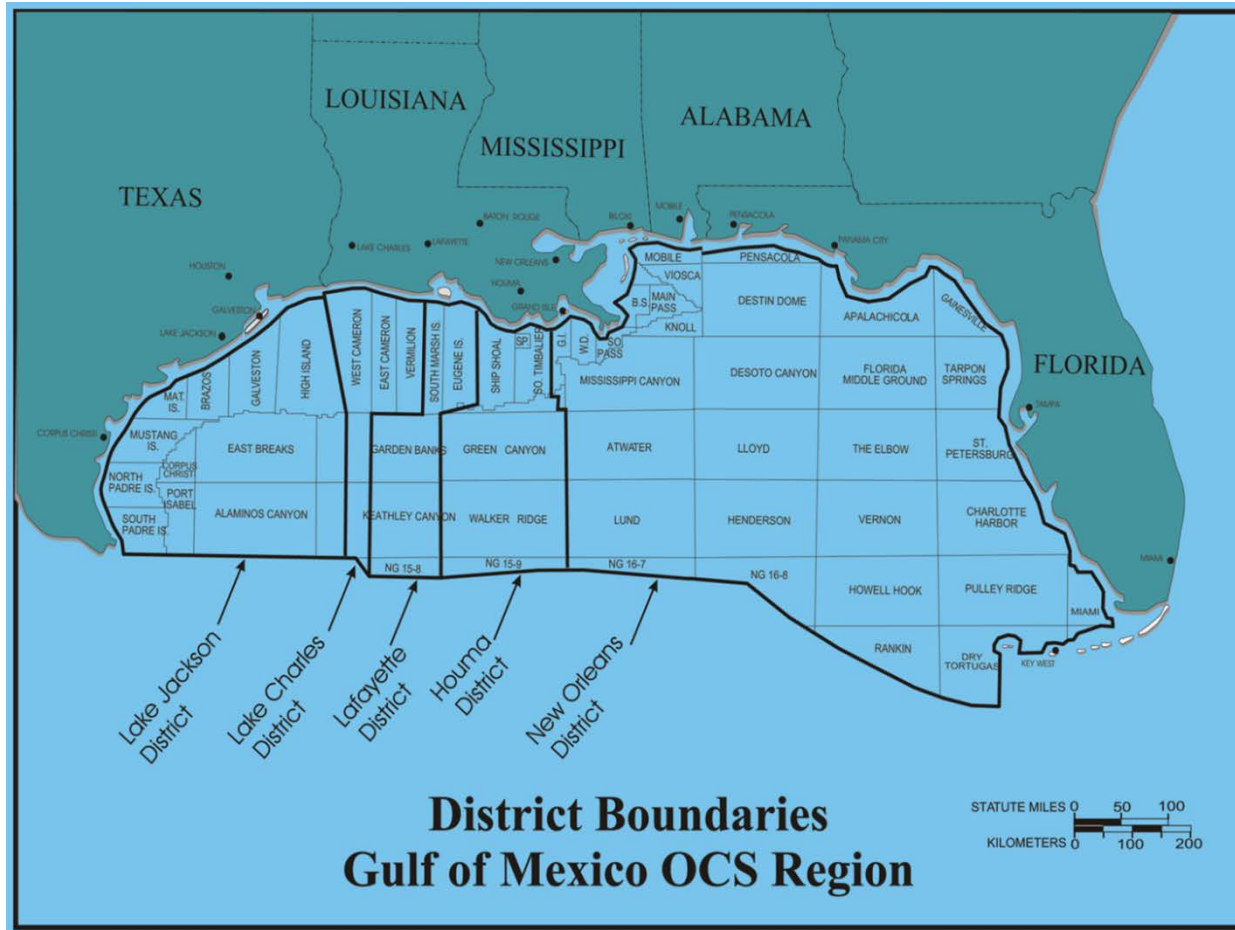 LOUISIANA
ALABAMA
MISSISSIPPI
TEXAS
FLORIDA
BATON ROUGE
BILOXI
MOBILE
PENSACOLA
LAKE CHARLES
LAFAYETTE
PANAMA CITY
NEW ORLEANS
HOUSTON
HOUMA
GALVESTON
GRAND ISLE
LAKE JACKSON
CORPUS CHRISTI
TAMPA
MIAMI
KEY WEST
MOBILE
PENSACOLA
VIOSCA
KNOLL
B.S.
MAIN
PASS
DESTIN DOME
APALACHICOLA
GAINESVILLE
WEST CAMERON
EAST CAMERON
VERMILION
SOUTH MARSH IS.
EUGENE IS.
SHIP SHOAL
SO. TIMBALIER
G.I.
W.D.
SO.
PASS
MAT.
IS.
BRAZOS
GALVESTON
HIGH ISLAND
MISSISSIPPI CANYON
DESOTO CANYON
FLORIDA
MIDDLE GROUND
TARPON
SPRINGS
MUSTANG
IS.
EAST BREAKS
GARDEN BANKS
GREEN CANYON
ATWATER
LLOYD
THE ELBOW
ST.
PETERSBURG
CORPUS
CHRISTI
NORTH
PADRE IS.
PORT
ISABEL
SOUTH
PADRE IS.
ALAMINOS CANYON
KEATHLEY CANYON
WALKER RIDGE
LUND
HENDERSON
VERNON
CHARLOTTE
HARBOR
NG 15-8
NG 15-9
NG 16-7
NG 16-8
HOWELL HOOK
PULLEY RIDGE
MIAMI
RANKIN
DRY
TORTUGAS
Lake Jackson
District
Lake Charles
District
Lafayette
District
Houma
District
New Orleans
District
District Boundaries
Gulf of Mexico OCS Region
STATUTE MILES 0 50 100
KILOMETERS 0 100 200